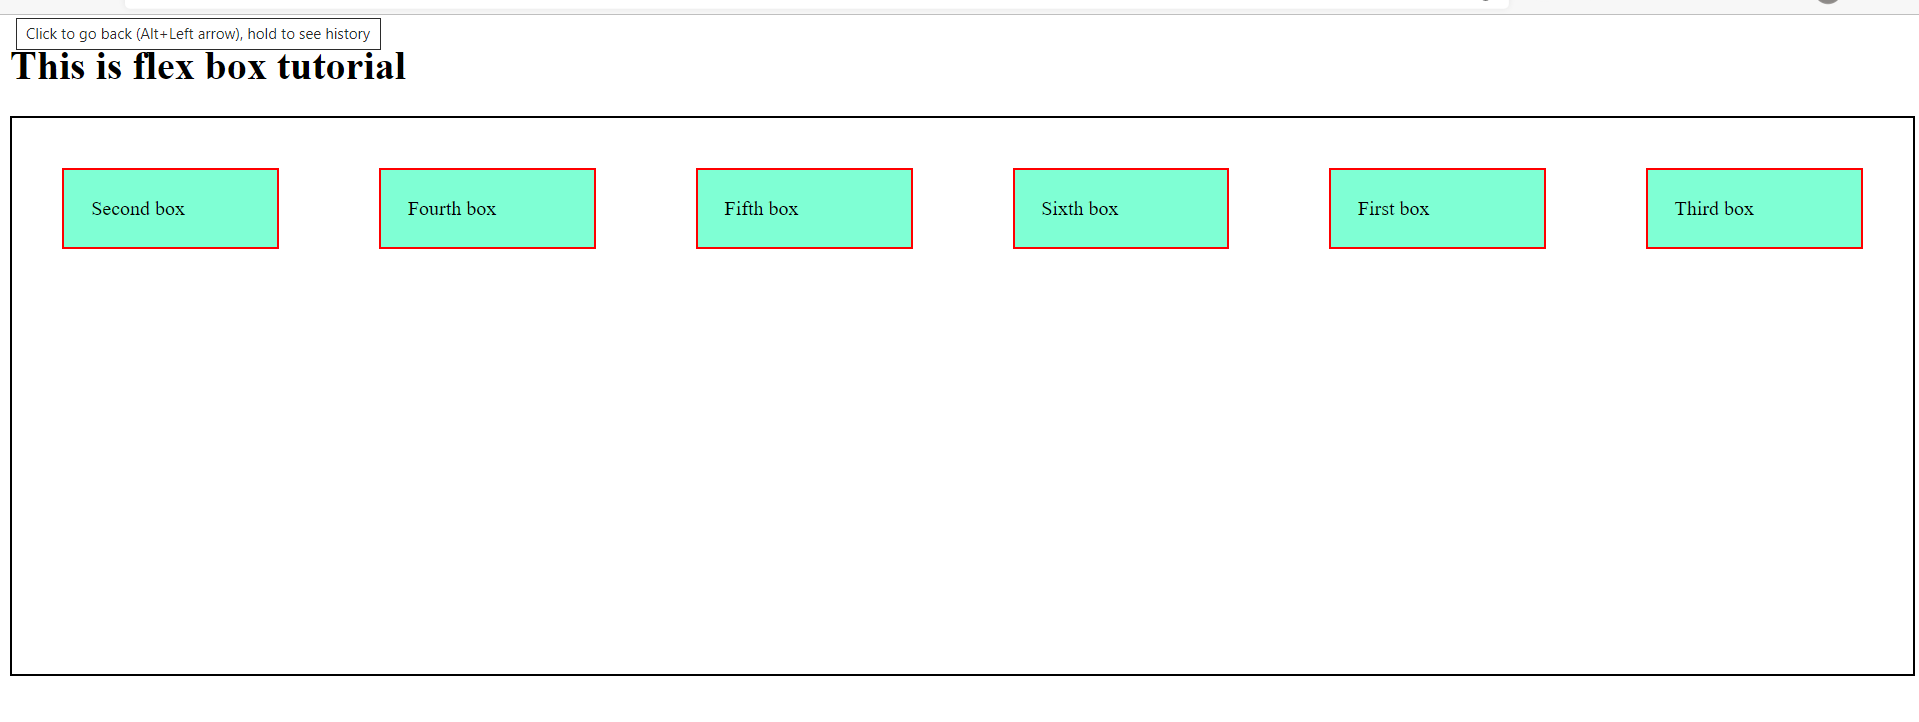 Click to go back (Alt+Left arrow), hold to see history
This is flex box tutorial
Second box
Fourth box
Fifth box
Sixth box
First box
Third box